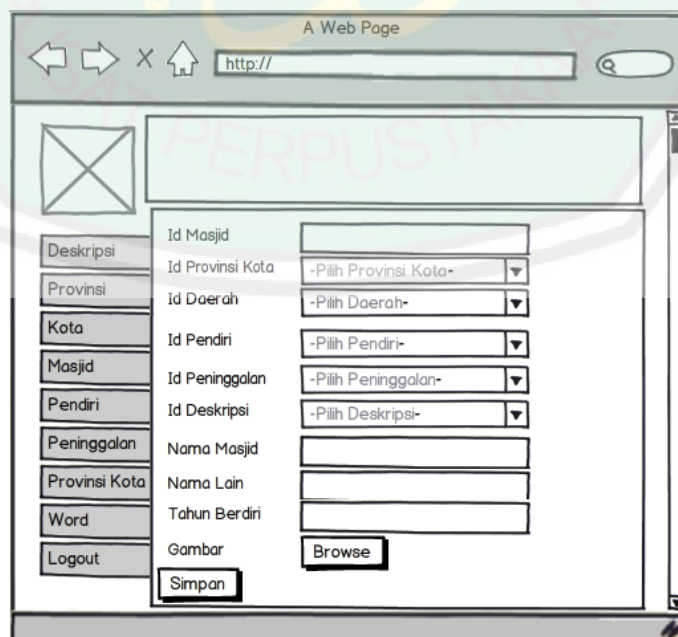 A Web Page
http://
PUSAT PERPUSTAKAAN
Deskripsi
Provinsi
Kota
Masjid
Pendiri
Peninggalan
Provinsi Kota
Word
Logout
Id Masjid
Id Provinsi Kota -Pilih Provinsi Kota-
Id Daerah -Pilih Daerah-
Id Pendiri -Pilih Pendiri-
Id Peninggalan -Pilih Peninggalan-
Id Deskripsi -Pilih Deskripsi-
Nama Masjid
Nama Lain
Tahun Berdiri
Gambar Browse
Simpan